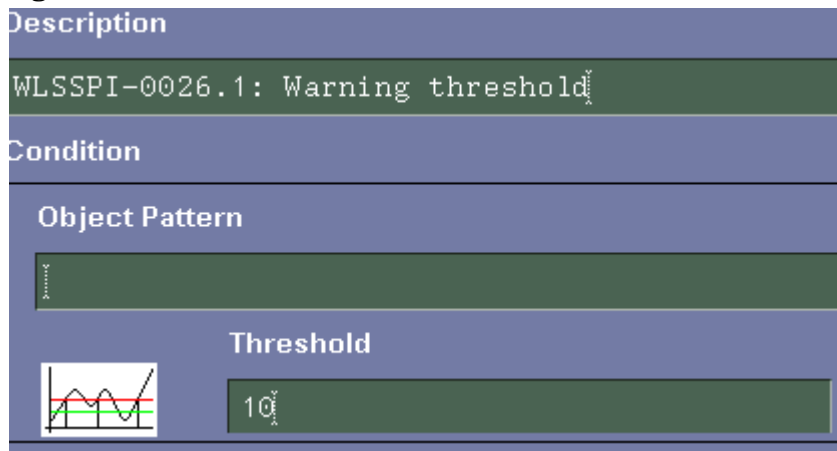 Description
WLSSPI-0026.1: Warning threshold
Condition
Object Pattern
Threshold
10